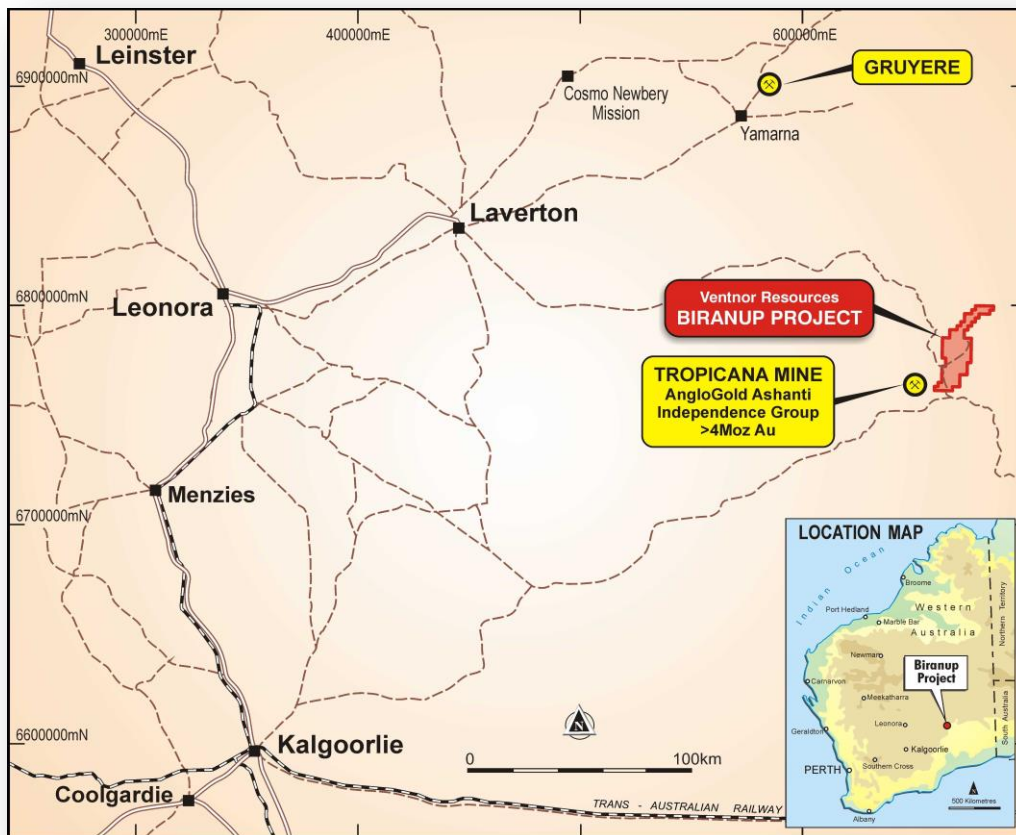 300000mE
400000mE
600000mE
Leinster
6900000mN
Cosmo Newbery
Mission
GRUYERE
Yamarna
Laverton
Leonora
6800000mN
Ventnor Resources
BIRANUP PROJECT
TROPICANA MINE
AngloGold Ashanti
Independence Group
>4Moz Au
Menzies
6700000mN
6600000mN
Kalgoorlie
Coolgardie
N
0
100km
TRANS - AUSTRALIAN RAILWAY
LOCATION MAP
Indian Ocean
Broome
Port Hedland
Marble Bar
Western
Australia
Northern Territory
Newman
Biranup
Project
Carnarvon
Meekatharra
Leonora
Geraldton
Kalgoorlie
South Australia
PERTH
Southern Cross
Albany
N
500 Kilometres